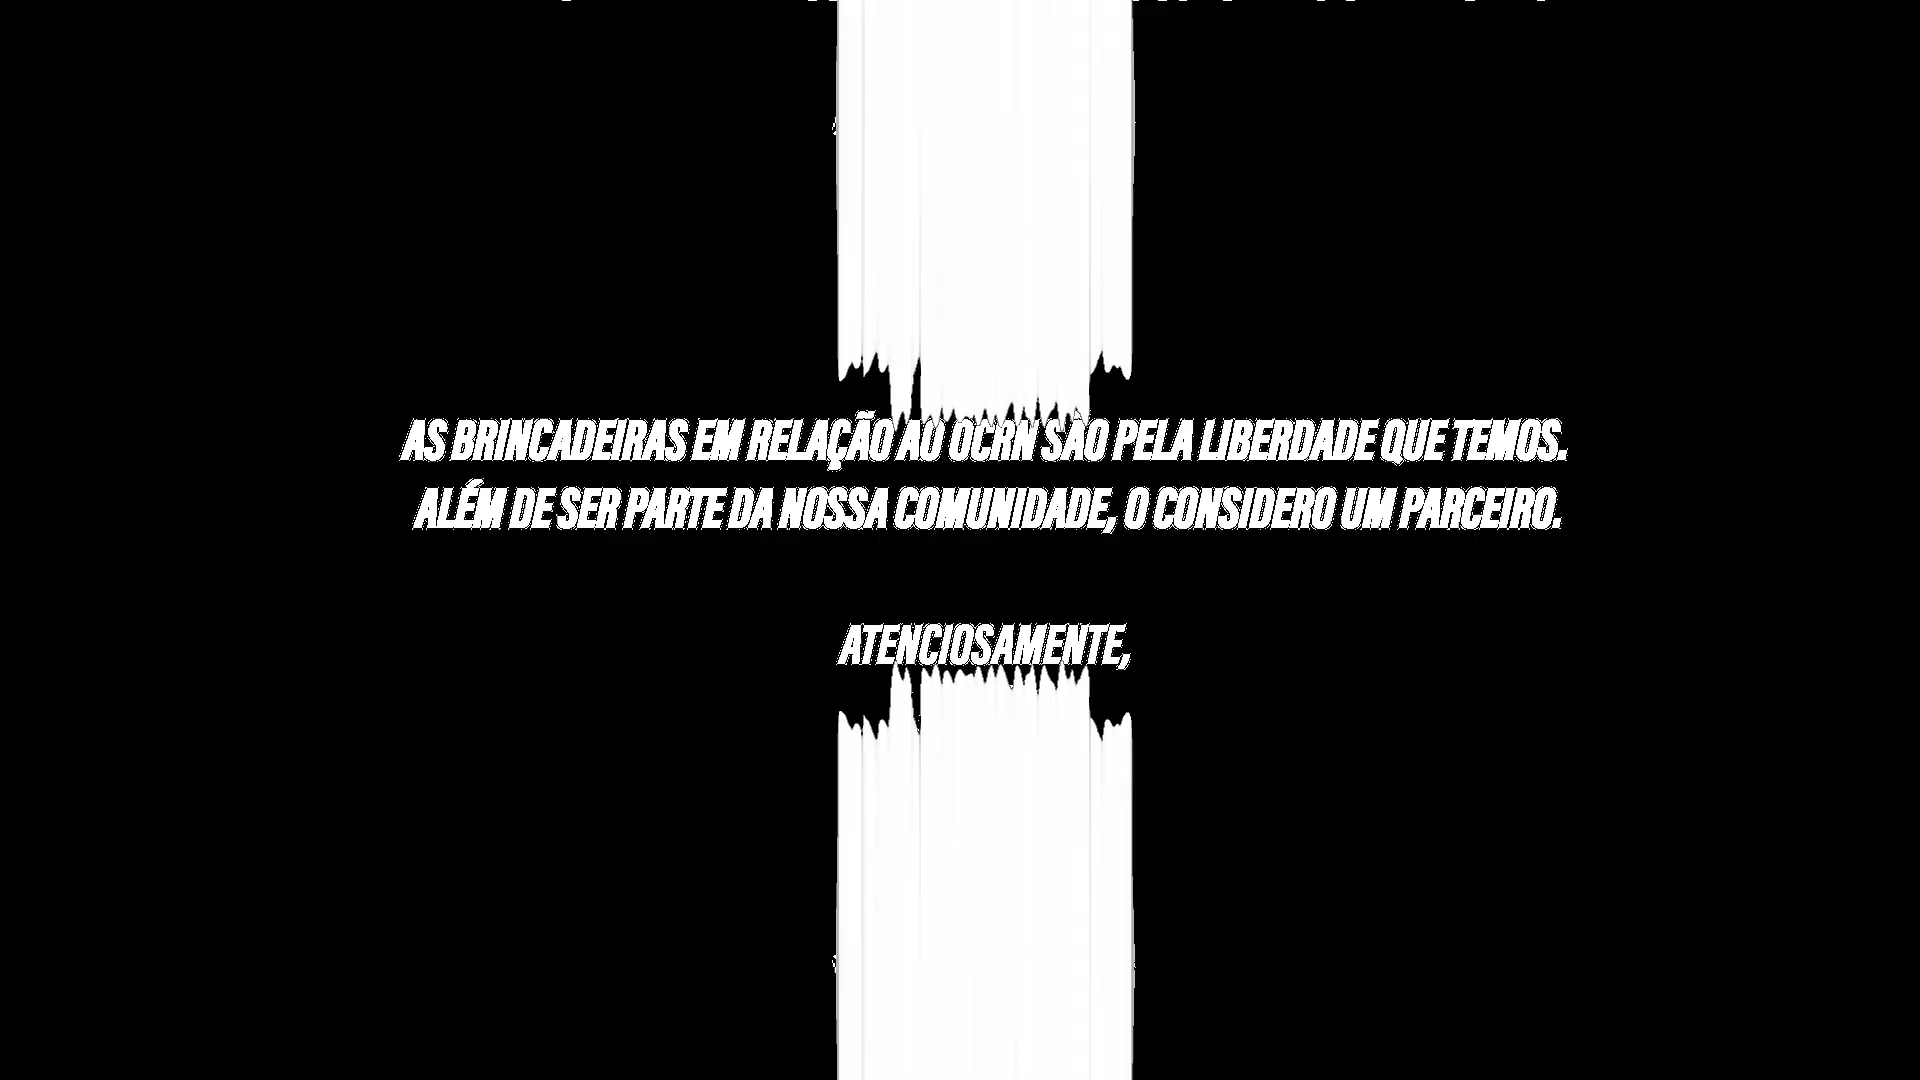 AS BRINCADEIRAS EM RELAÇÃO AO OCRN SÃO PELA LIBERDADE QUE TEMOS.
ALÉM DE SER PARTE DA NOSSA COMUNIDADE, O CONSIDERO UM PARCEIRO.
ATENCIOSAMENTE,